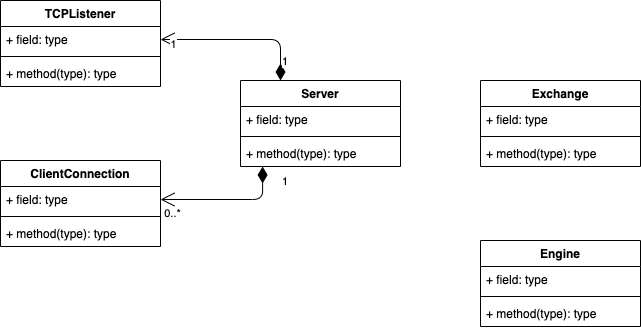 TCPListener
+ field: type
+ method(type): type
1
1
Server
+ field: type
+ method(type): type
1
Exchange
+ field: type
+ method(type): type
ClientConnection
+ field: type
+ method(type): type
0..*
Engine
+ field: type
+ method(type): type